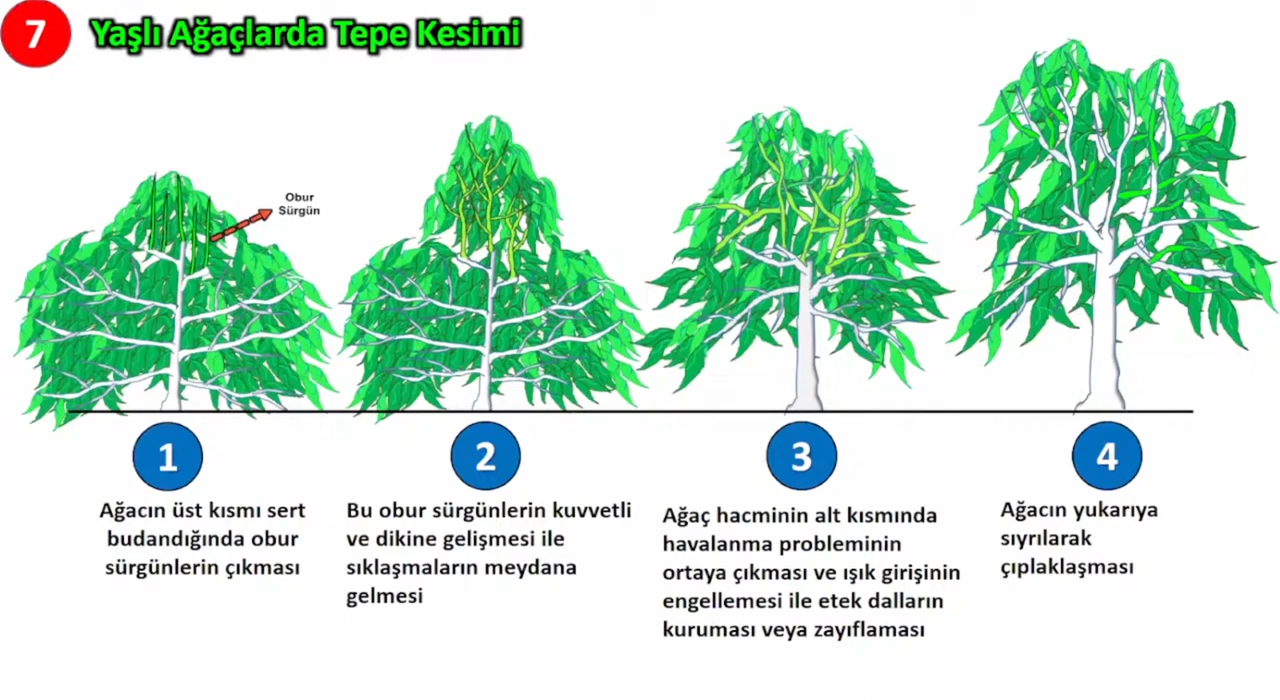 7
Yaşlı Ağaçlarda Tepe Kesimi
Obur
Sürgün
1
Ağacın üst kısmı sert
budandığında obur
sürgünlerin çıkması
2
Bu obur sürgünlerin kuvvetli
ve dikine gelişmesi ile
sıklaşmaların meydana
gelmesi
3
Ağaç hacminin alt kısmında
havalanma probleminin
ortaya çıkması ve ışık girişinin
engellemesi ile etek dalların
kuruması veya zayıflaması
4
Ağacın yukarıya
sıyrılarak
çıplaklaşması